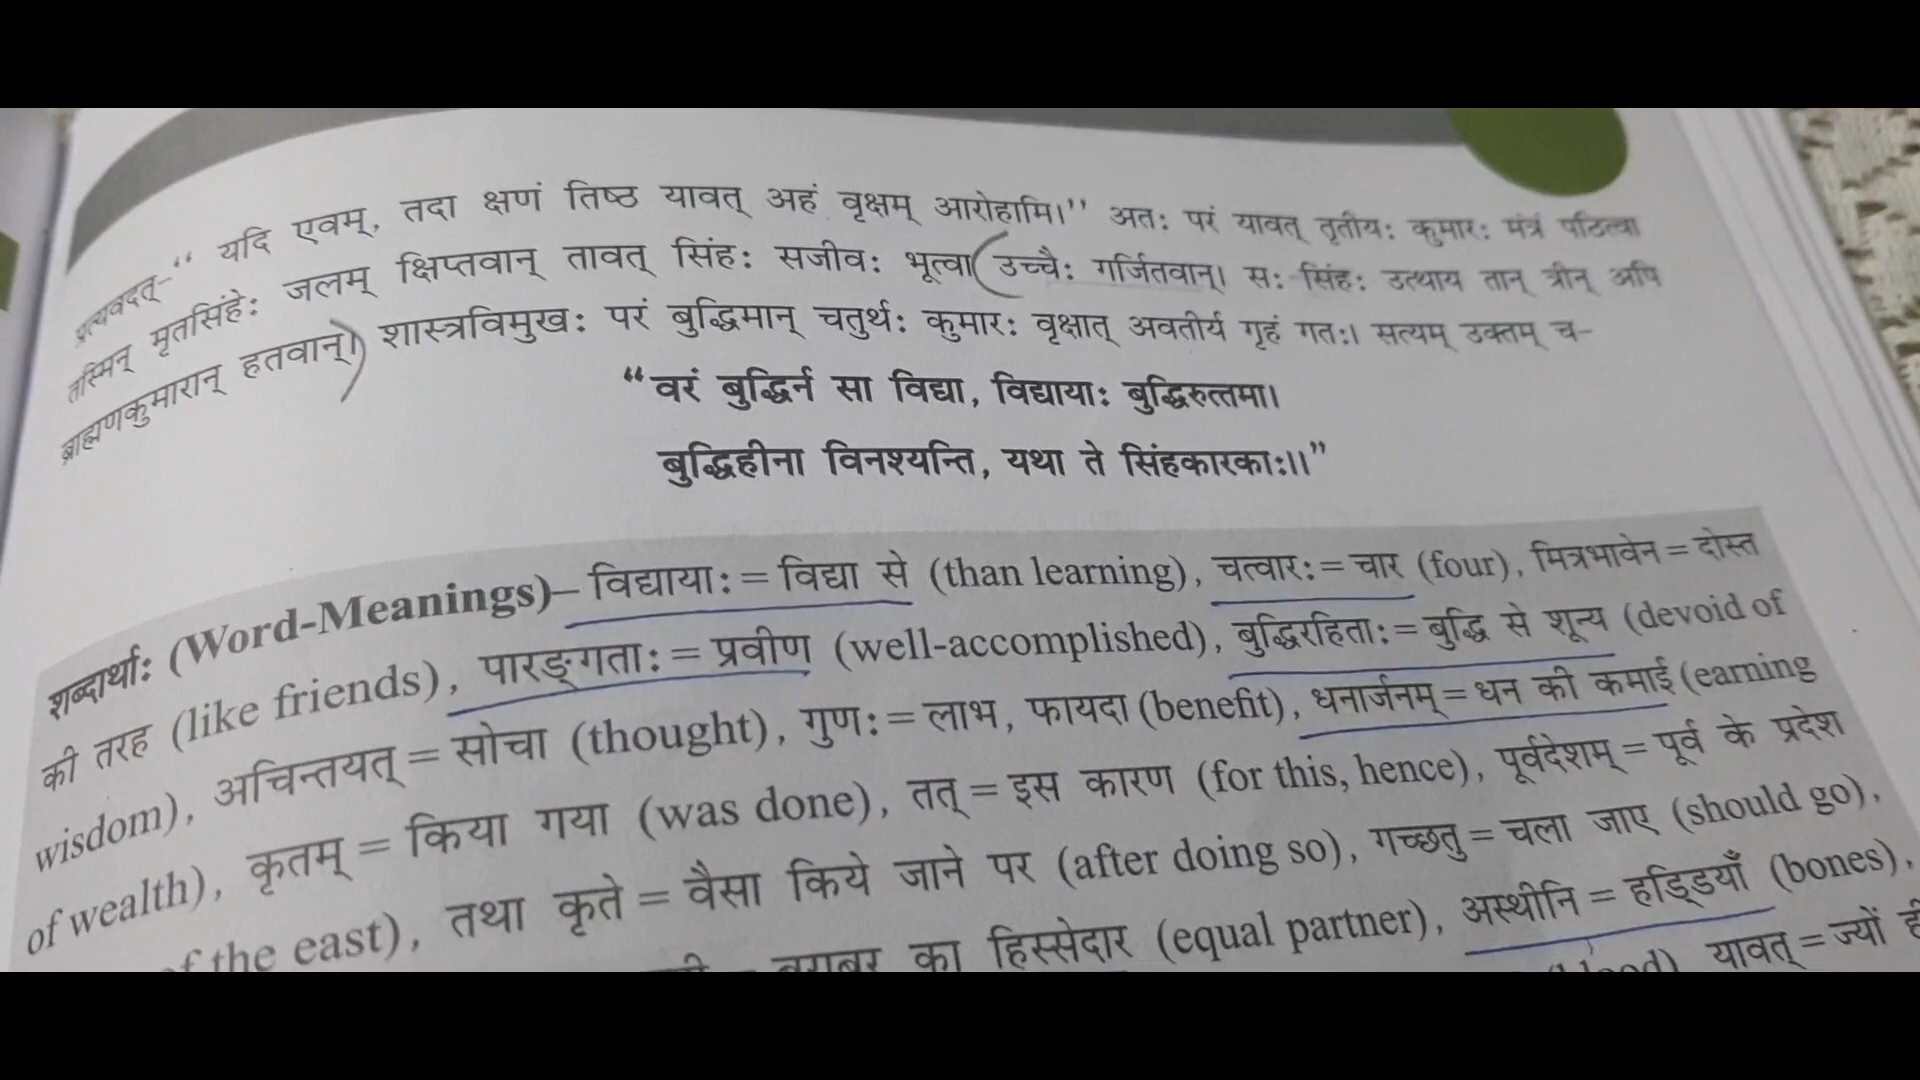 प्रत्यवदत्–“ यदि एवम्, तदा क्षणं तिष्ठ यावत् अहं वृक्षम् आरोहामि।’’ अतः परं यावत् तृतीयः कुमारः मंत्रं पठित्वा
तस्मिन् मृतसिंहेः जलम् क्षिप्तवान् तावत् सिंहः सजीवः भूत्वा उच्चैः गर्जितवान्। सः सिंहः उत्थाय तान् त्रीन् अपि
ब्राह्मणकुमारान् हतवान्। शास्त्रविमुखः परं बुद्धिमान् चतुर्थः कुमारः वृक्षात् अवतीर्य गृहं गतः। सत्यम् उक्तम् च–
“वरं बुद्धिर्न सा विद्या, विद्यायाः बुद्धिरुत्तमा।
बुद्धिहीना विनश्यन्ति, यथा ते सिंहकारकाः।।”
शब्दार्थाः (Word-Meanings)– विद्यायाः = विद्या से (than learning), चत्वारः = चार (four), मित्रभावेन = दोस्त
की तरह (like friends), पारङ्गताः = प्रवीण (well-accomplished), बुद्धिरहिताः = बुद्धि से शून्य (devoid of
wisdom), अचिन्तयत् = सोचा (thought), गुणः = लाभ, फायदा (benefit), धनार्जनम् = धन की कमाई (earning
of wealth), कृतम् = किया गया (was done), तत् = इस कारण (for this, hence), पूर्वदेशम् = पूर्व के प्रदेश
of the east), तथा कृते = वैसा किये जाने पर (after doing so), गच्छतु = चला जाए (should go),
बराबर का हिस्सेदार (equal partner), अस्थीनि = हड्डियाँ (bones),
यावत् = ज्यों ही